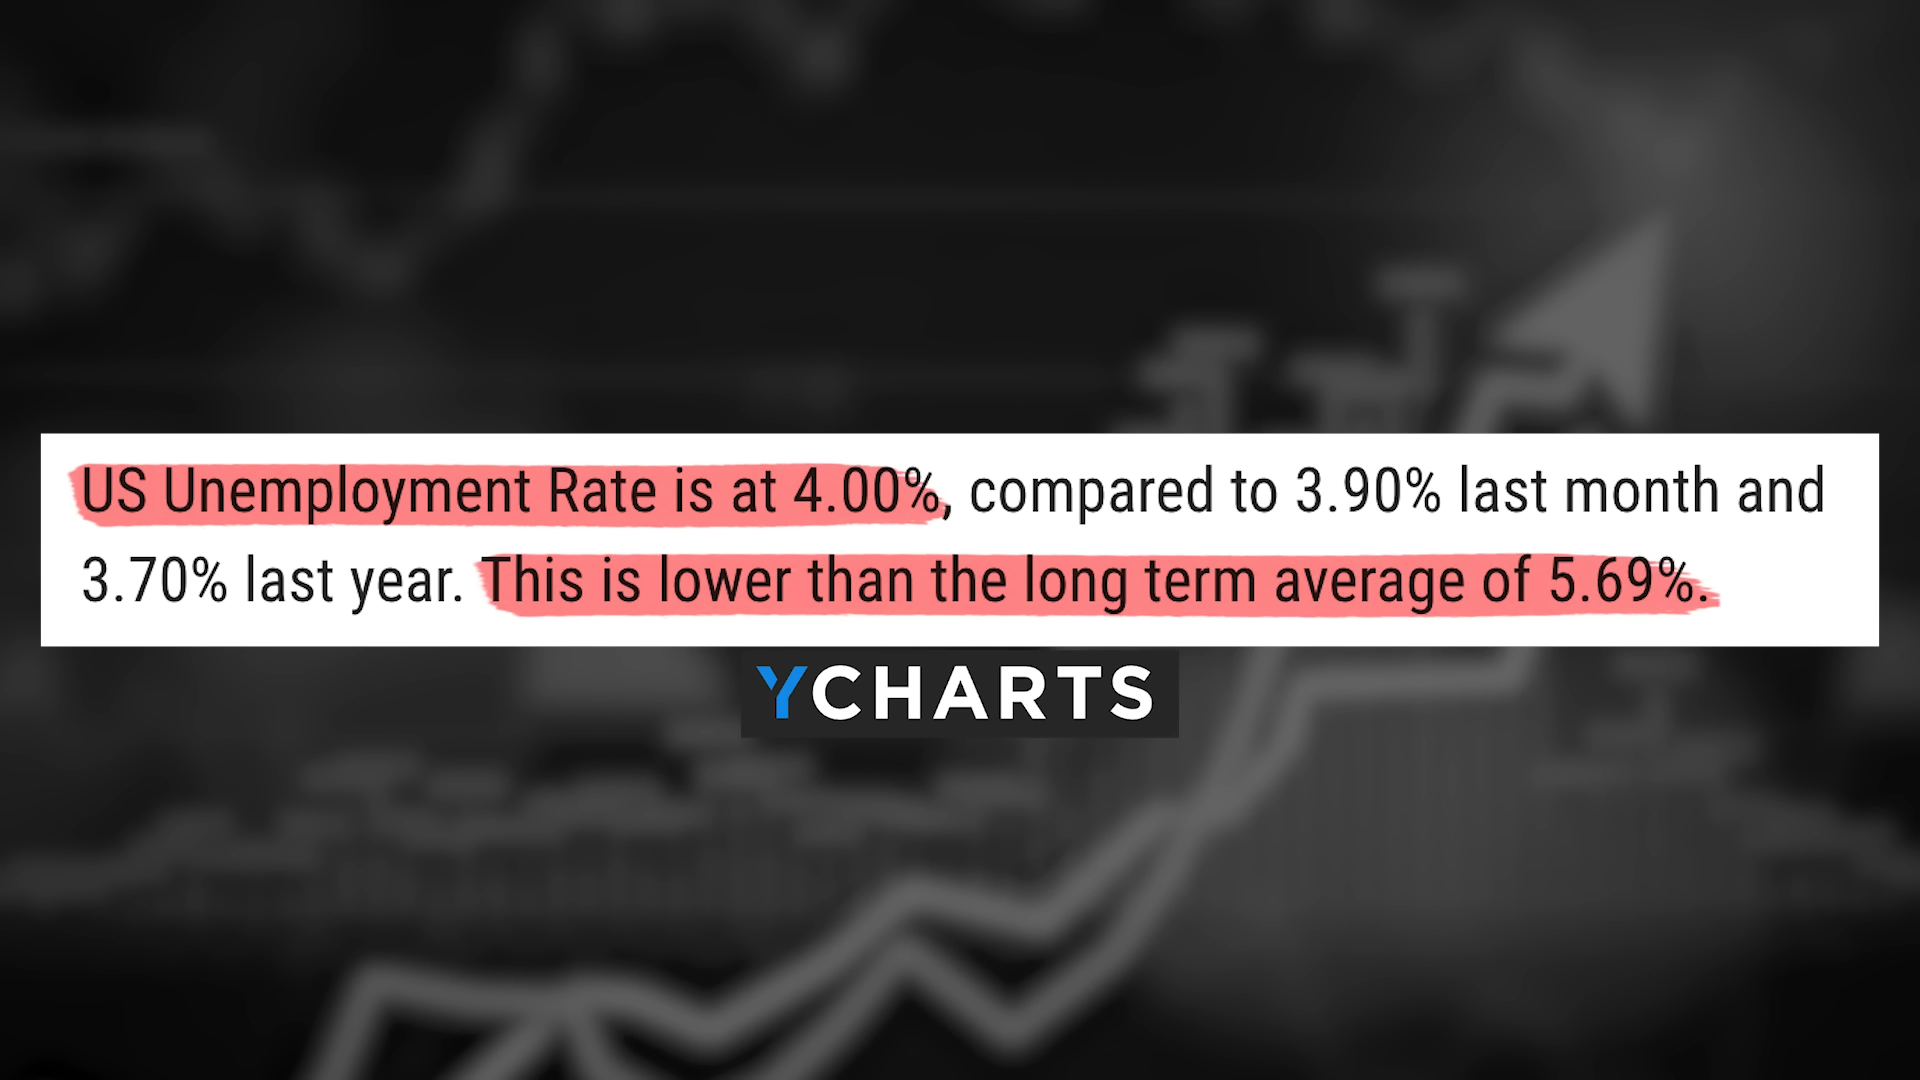 US Unemployment Rate is at 4.00%, compared to 3.90% last month and
3.70% last year. This is lower than the long term average of 5.69%.
YCHARTS